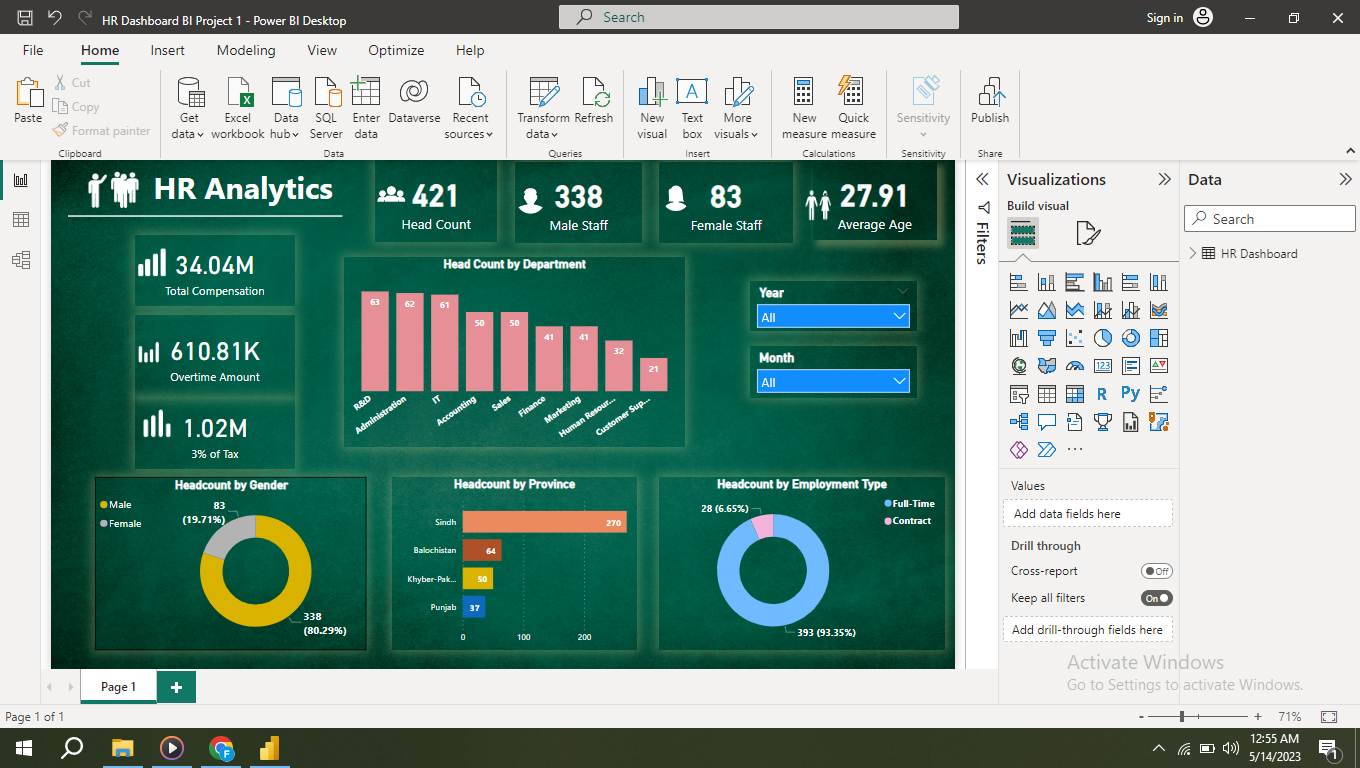 HR Dashboard BI Project 1 - Power BI Desktop
Search
Sign in
File
Home
Insert
Modeling
View
Optimize
Help
Paste
Cut
Copy
Format painter
Clipboard
Get data
Excel workbook
Data hub
SQL Server
Enter data
Dataverse
Recent sources
Data
Transform data
Refresh
Queries
New visual
Text box
More visuals
Insert
New measure
Quick measure
Calculations
Sensitivity
Sensitivity
Publish
Share
HR Analytics
421
Head Count
338
Male Staff
83
Female Staff
27.91
Average Age
34.04M
Total Compensation
610.81K
Overtime Amount
1.02M
3% of Tax
Head Count by Department
63
62
61
50
50
41
41
32
21
R&D
Administration
IT
Accounting
Sales
Finance
Marketing
Human Resour...
Customer Sup...
Year
All
Month
All
Headcount by Gender
Male
Female
83
(19.71%)
338
(80.29%)
Headcount by Province
Sindh
270
Balochistan
64
Khyber-Pak...
50
Punjab
37
0
100
200
Headcount by Employment Type
28 (6.65%)
Full-Time
Contract
393 (93.35%)
Filters
Visualizations
Build visual
123
R
Py
Values
Add data fields here
Drill through
Cross-report
Off
Keep all filters
On
Add drill-through fields here
Data
Search
HR Dashboard
Activate Windows
Go to Settings to activate Windows.
Page 1
Page 1 of 1
71%
12:55 AM
5/14/2023
1